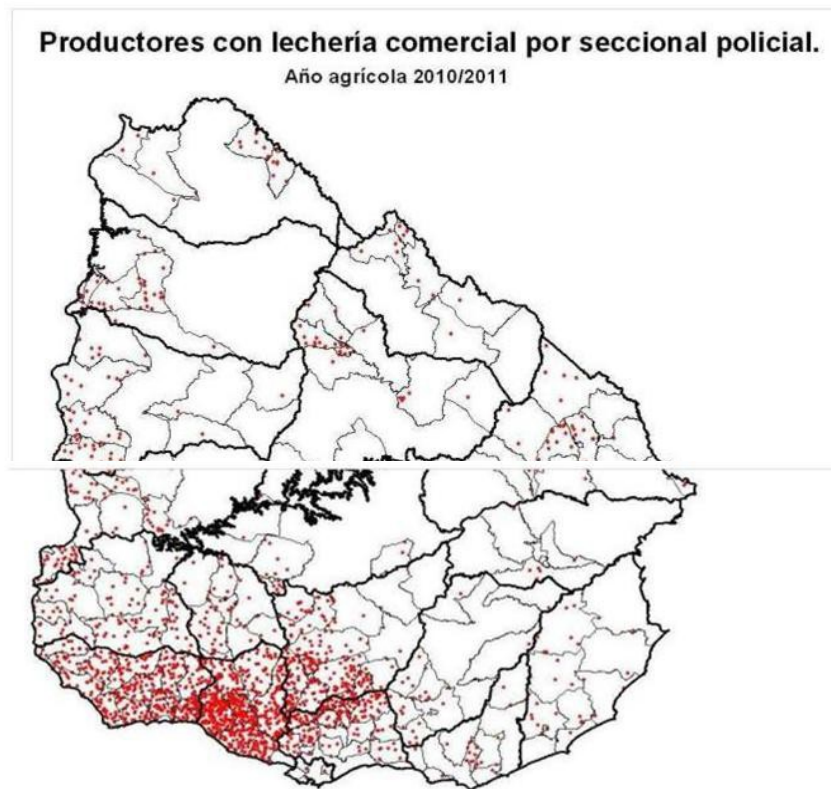 Productores con lechería comercial por seccional policial.
Año agrícola 2010/2011